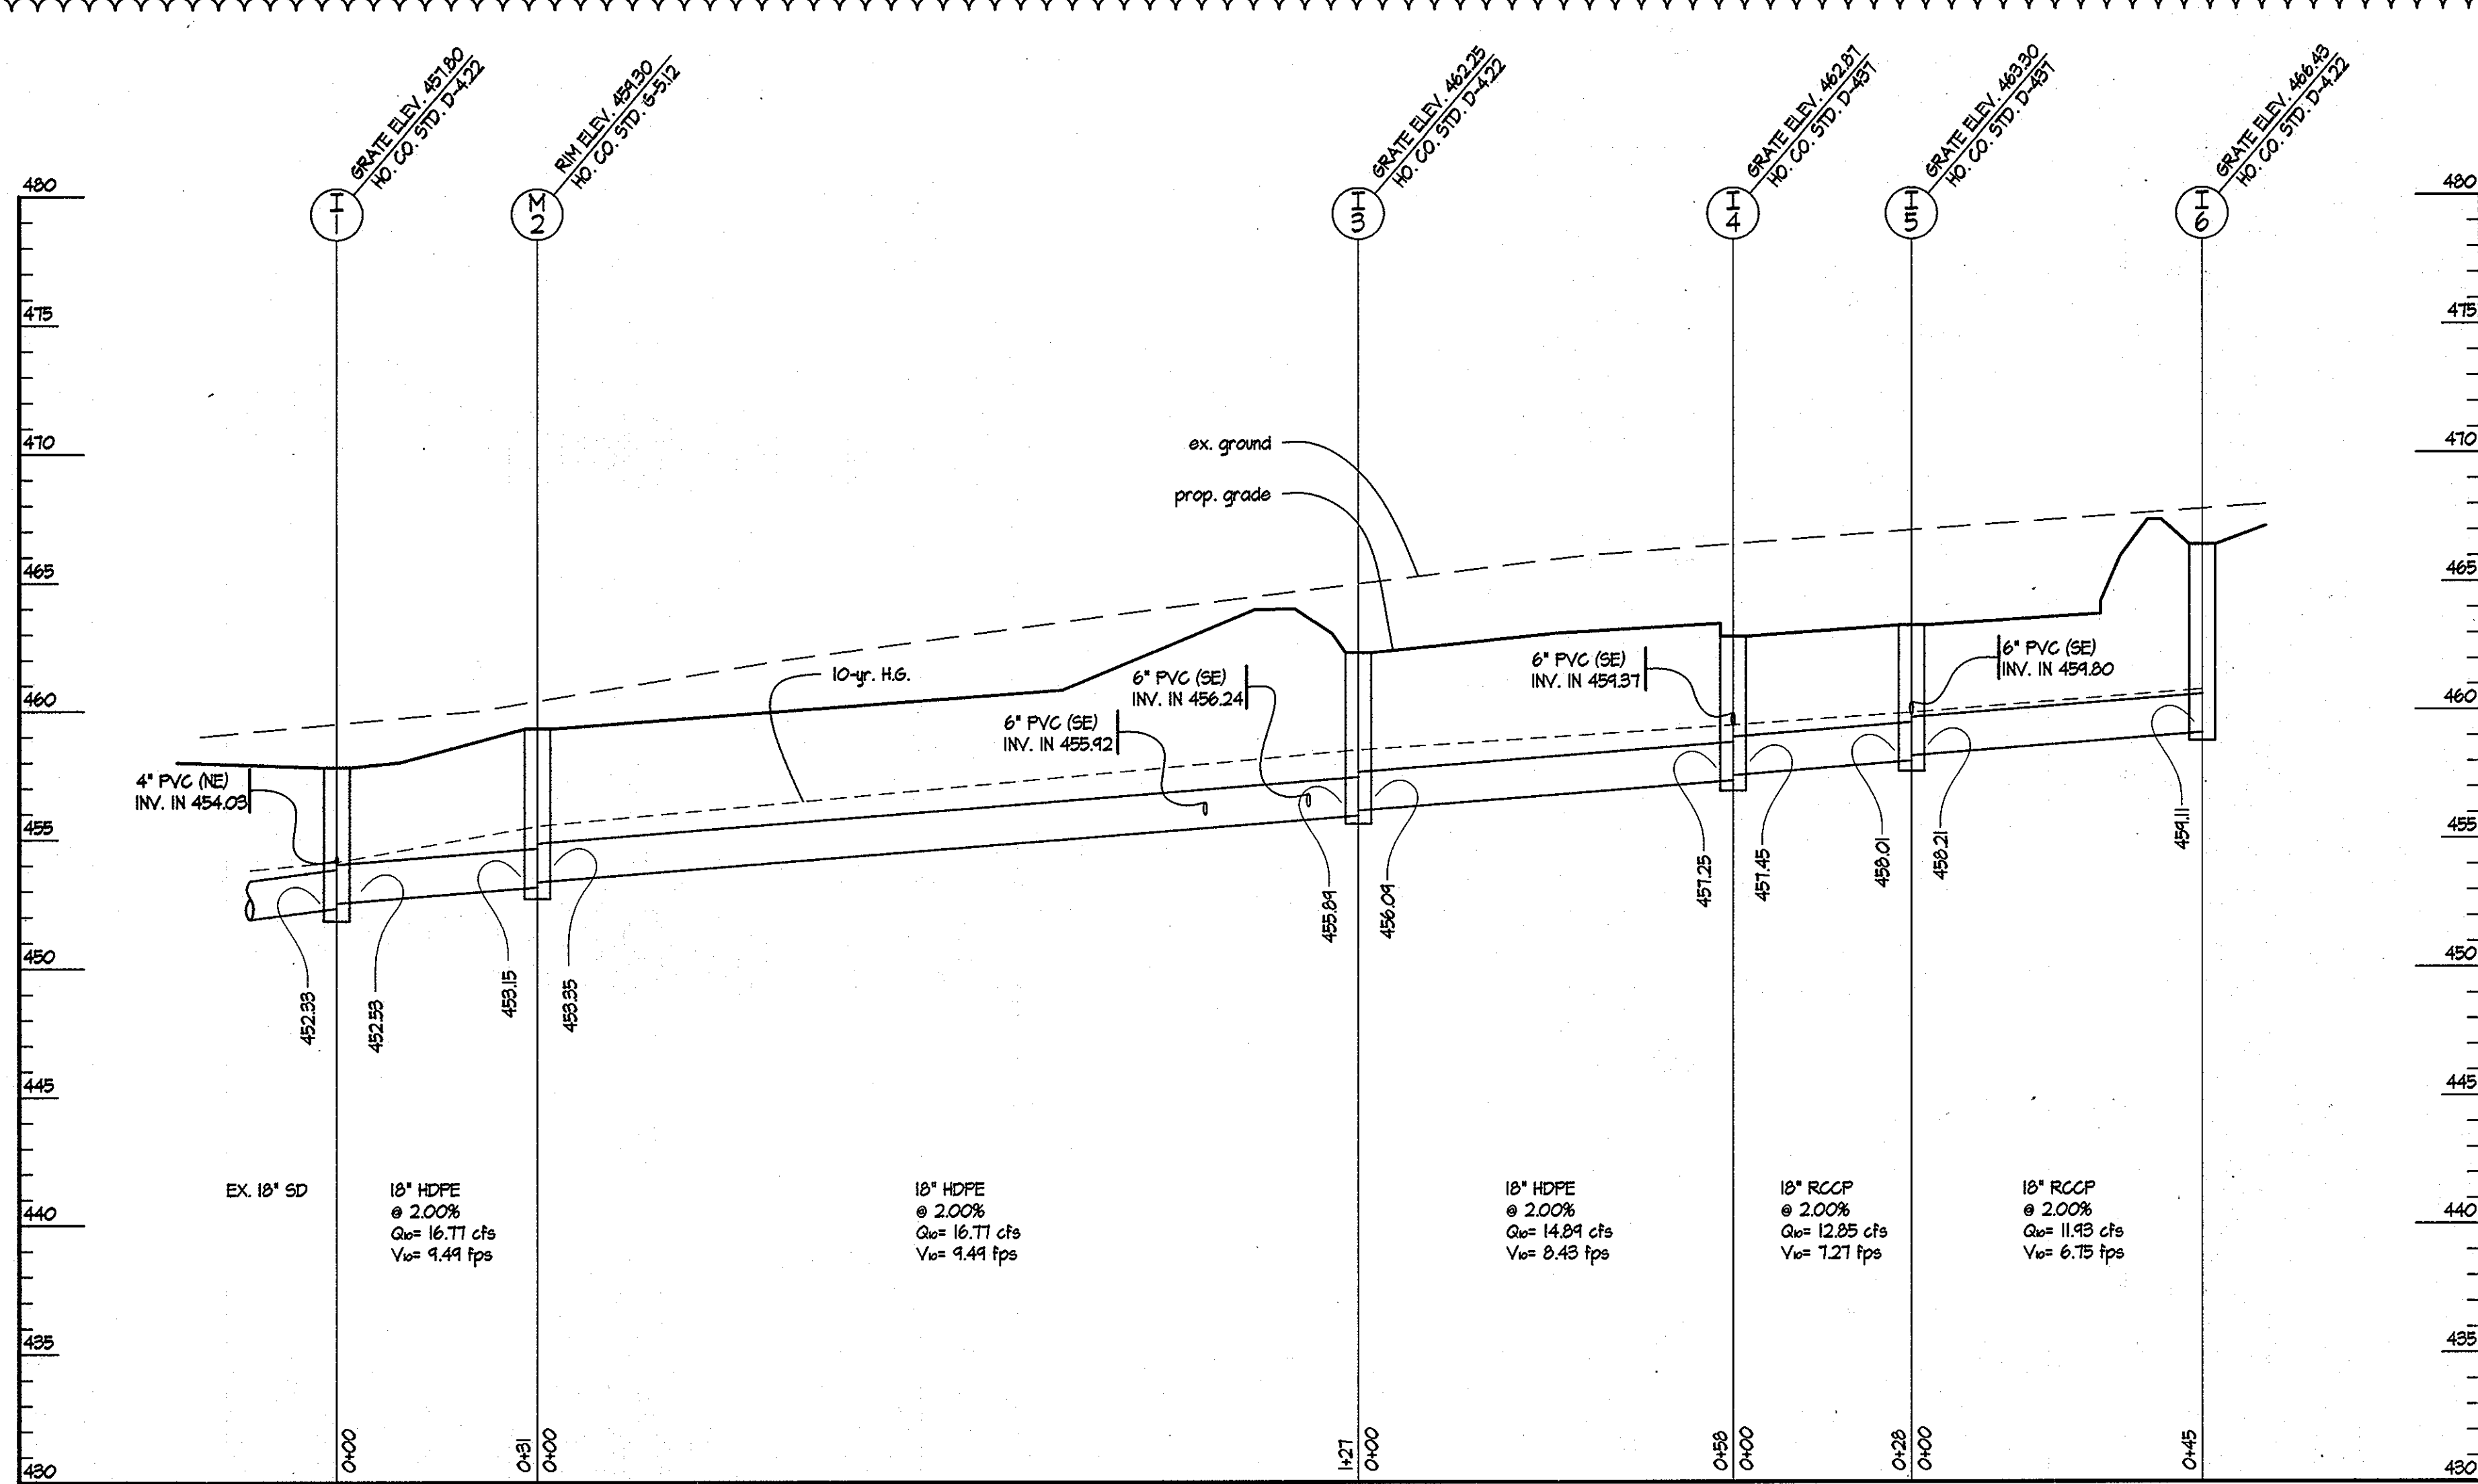 GRATE ELEV. 457.80
HO. CO. STD. D-4.22
RIM ELEV. 459.30
HO. CO. STD. G-5.12
GRATE ELEV. 462.25
HO. CO. STD. D-4.22
GRATE ELEV. 462.87
HO. CO. STD. D-4.37
GRATE ELEV. 463.30
HO. CO. STD. D-4.37
GRATE ELEV. 466.43
HO. CO. STD. D-4.22
I
1
M
2
I
3
I
4
I
5
I
6
480
475
470
465
460
455
450
445
440
435
430
480
475
470
465
460
455
450
445
440
435
430
ex. ground
prop. grade
10-yr. H.G.
4" PVC (NE)
INV. IN 454.03
6" PVC (SE)
INV. IN 455.92
6" PVC (SE)
INV. IN 456.24
6" PVC (SE)
INV. IN 459.37
6" PVC (SE)
INV. IN 459.80
452.33
452.53
453.15
453.35
455.89
456.09
457.25
457.45
458.01
458.21
459.11
EX. 18" SD
18" HDPE
@ 2.00%
Q10= 16.77 cfs
V10= 9.49 fps
18" HDPE
@ 2.00%
Q10= 16.77 cfs
V10= 9.49 fps
18" HDPE
@ 2.00%
Q10= 14.89 cfs
V10= 8.43 fps
18" RCCP
@ 2.00%
Q10= 12.85 cfs
V10= 7.27 fps
18" RCCP
@ 2.00%
Q10= 11.93 cfs
V10= 6.75 fps
0+00
0+31
0+00
1+27
0+00
0+58
0+00
0+28
0+00
0+45